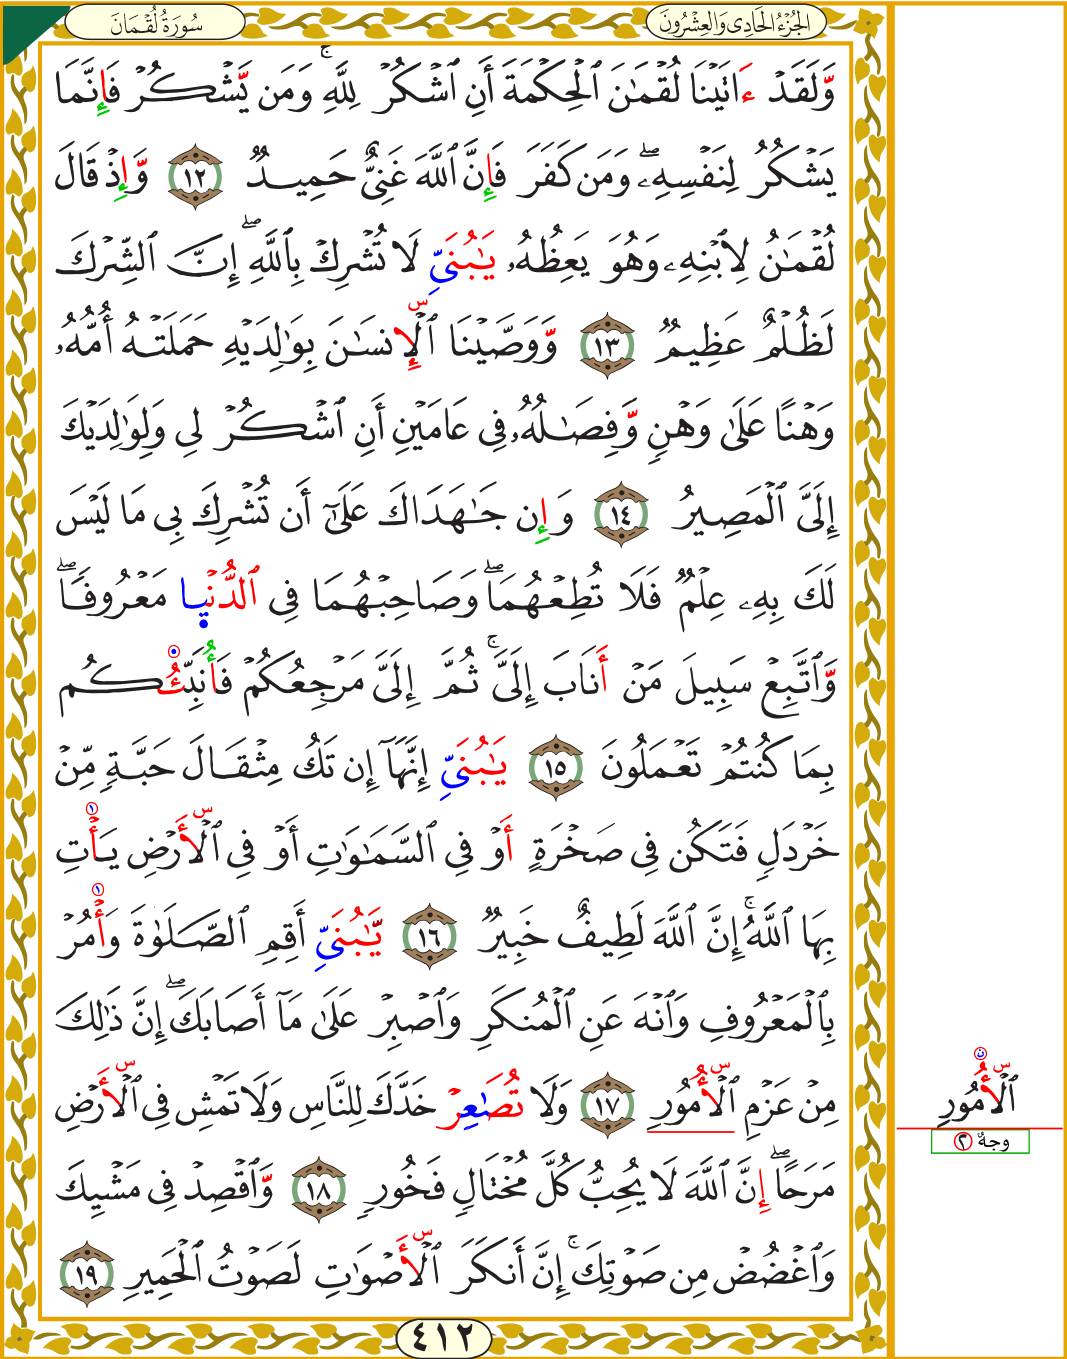 الجُزْءُ الحَادِى وَالعِشْرُونَ
سُورَةُ لُقْمَان
وَّلَقَدۡ ءَاتَيۡنَا لُقۡمَٰنَ ٱلۡحِكۡمَةَ أَنِ ٱشۡكُرۡ لِلَّهِۚ وَمَن يَّشۡكُرۡ فَإِنَّمَا
يَشۡكُرُ لِنَفۡسِهِۦۖ وَمَن كَفَرَ فَإِنَّ ٱللَّهَ غَنِيٌّ حَمِيدٞ ١٢ وَّإِذۡ قَالَ
لُقۡمَٰنُ لِٱبۡنِهِۦ وَهُوَ يَعِظُهُۥ يَٰبُنَيِّ لَا تُشۡرِكۡ بِٱللَّهِۖ إِنَّ ٱلشِّرۡكَ
لَظُلۡمٌ عَظِيمٞ ١٣ وَّوَصَّيۡنَا ٱلۡإِنسَٰنَ بِوَٰلِدَيۡهِ حَمَلَتۡهُ أُمُّهُۥ
وَهۡنًا عَلَىٰ وَهۡنٖ وَّفِصَٰلُهُۥ فِي عَامَيۡنِ أَنِ ٱشۡكُرۡ لِي وَلِوَٰلِدَيۡكَ
إِلَيَّ ٱلۡمَصِيرُ ١٤ وَإِن جَٰهَدَاكَ عَلَىٰٓ أَن تُشۡرِكَ بِي مَا لَيۡسَ
لَكَ بِهِۦ عِلۡمٞ فَلَا تُطِعۡهُمَاۖ وَصَاحِبۡهُمَا فِي ٱلدُّنۡيٜا مَعۡرُوفٗاۖ
وَّٱتَّبِعۡ سَبِيلَ مَنۡ أَنَابَ إِلَيَّۚ ثُمَّ إِلَيَّ مَرۡجِعُكُمۡ فَأُنَبِّئُكُم
بِمَا كُنتُمۡ تَعۡمَلُونَ ١٥ يَٰبُنَيِّ إِنَّهَآ إِن تَكُ مِثۡقَالَ حَبَّةٖ مِّنۡ
خَرۡدَلٖ فَتَكُن فِي صَخۡرَةٍ أَوۡ فِي ٱلسَّمَٰوَٰتِ أَوۡ فِي ٱلۡأَرۡضِ يَأۡتِ
بِهَا ٱللَّهُۚ إِنَّ ٱللَّهَ لَطِيفٌ خَبِيرٞ ١٦ يَّٰبُنَيِّ أَقِمِ ٱلصَّلَوٰةَ وَأۡمُرۡ
بِٱلۡمَعۡرُوفِ وَٱنۡهَ عَنِ ٱلۡمُنكَرِ وَٱصۡبِرۡ عَلَىٰ مَآ أَصَابَكَۖ إِنَّ ذَٰلِكَ
مِنۡ عَزۡمِ ٱلۡأُمُورِ ١٧ وَلَا تُصَٰعِرۡ خَدَّكَ لِلنَّاسِ وَلَا تَمۡشِ فِي ٱلۡأَرۡضِ
مَرَحًاۖ إِنَّ ٱللَّهَ لَا يُحِبُّ كُلَّ مُخۡتَالٖ فَخُورٖ ١٨ وَّٱقۡصِدۡ فِي مَشۡيِكَ
وَٱغۡضُضۡ مِن صَوۡتِكَۚ إِنَّ أَنكَرَ ٱلۡأَصۡوَٰتِ لَصَوۡتُ ٱلۡحَمِيرِ ١٩
ٱلۡأُمُورِ
وجهٌ ٢
٤١٢